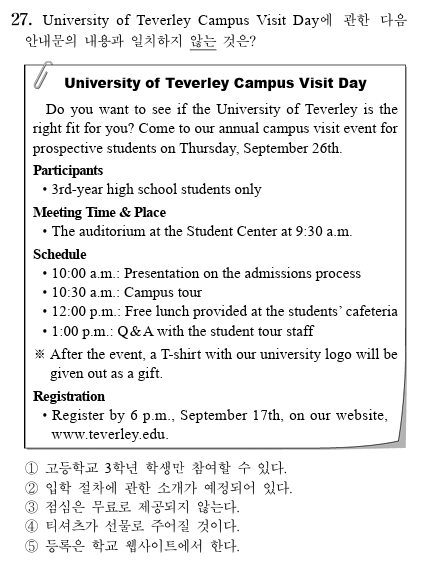 27. University of Teverley Campus Visit Day에 관한 다음
안내문의 내용과 일치하지 않는 것은?
University of Teverley Campus Visit Day
Do you want to see if the University of Teverley is the
right fit for you? Come to our annual campus visit event for
prospective students on Thursday, September 26th.
Participants
• 3rd-year high school students only
Meeting Time & Place
• The auditorium at the Student Center at 9:30 a.m.
Schedule
• 10:00 a.m.: Presentation on the admissions process
• 10:30 a.m.: Campus tour
• 12:00 p.m.: Free lunch provided at the students’ cafeteria
• 1:00 p.m.: Q&A with the student tour staff
※ After the event, a T-shirt with our university logo will be
given out as a gift.
Registration
• Register by 6 p.m., September 17th, on our website,
www.teverley.edu.
① 고등학교 3학년 학생만 참여할 수 있다.
② 입학 절차에 관한 소개가 예정되어 있다.
③ 점심은 무료로 제공되지 않는다.
④ 티셔츠가 선물로 주어질 것이다.
⑤ 등록은 학교 웹사이트에서 한다.